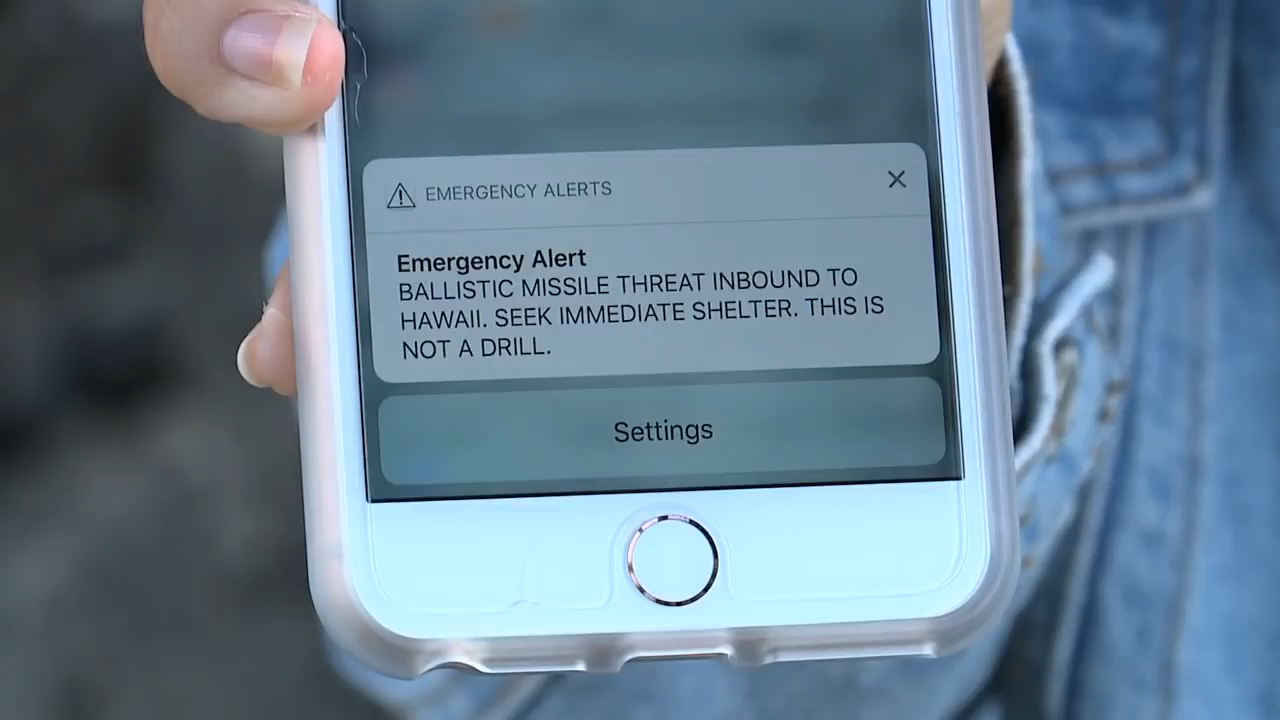 EMERGENCY ALERTS
Emergency Alert
BALLISTIC MISSILE THREAT INBOUND TO
HAWAII. SEEK IMMEDIATE SHELTER. THIS IS
NOT A DRILL.
Settings